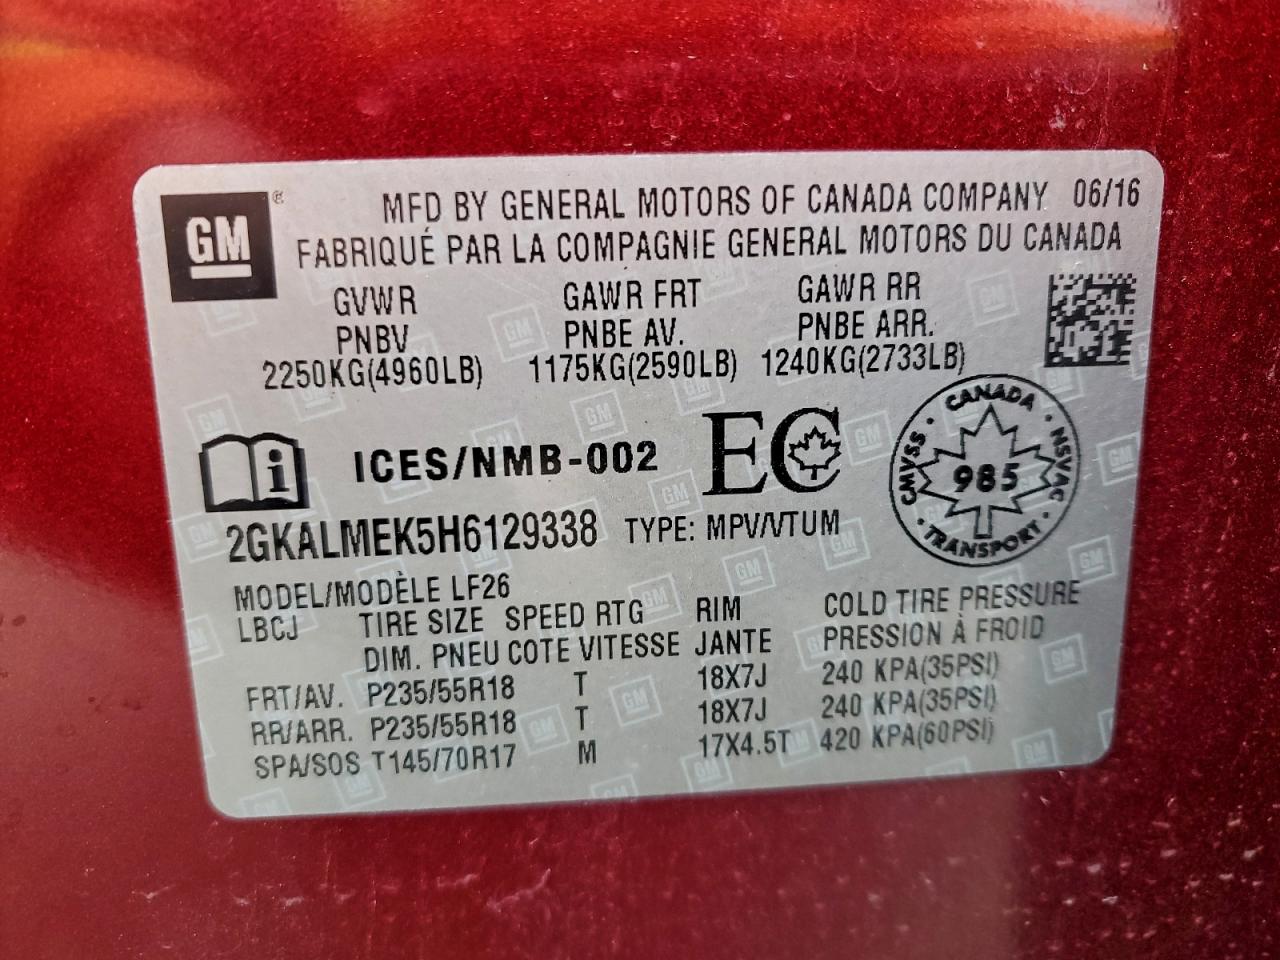 GM ®
MFD BY GENERAL MOTORS OF CANADA COMPANY 06/16
FABRIQUÉ PAR LA COMPAGNIE GENERAL MOTORS DU CANADA
GVWR GAWR FRT GAWR RR
PNBV PNBE AV. PNBE ARR.
2250KG(4960LB) 1175KG(2590LB) 1240KG(2733LB)
i ICES/NMB-002 EC
CANADA · NSVAC · TRANSPORT · CMVSS ·
985
2GKALMEK5H6129338 TYPE: MPV/VTUM
MODEL/MODÈLE LF26
LBCJ TIRE SIZE SPEED RTG RIM COLD TIRE PRESSURE
DIM. PNEU COTE VITESSE JANTE PRESSION À FROID
FRT/AV. P235/55R18 T 18X7J 240 KPA(35PSI)
RR/ARR. P235/55R18 T 18X7J 240 KPA(35PSI)
SPA/SOS T145/70R17 M 17X4.5T 420 KPA(60PSI)